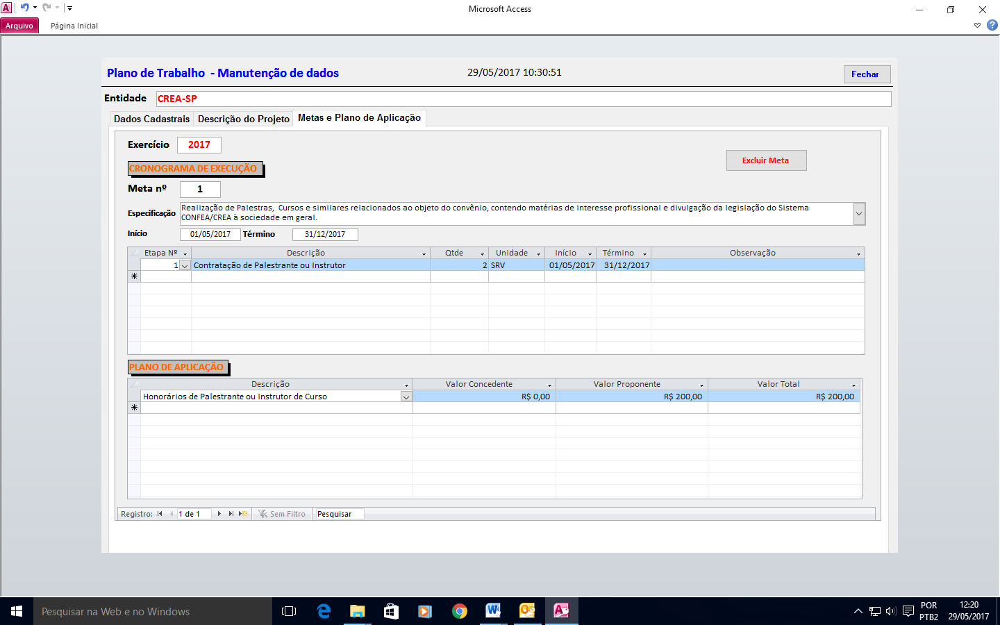 Microsoft Access
Arquivo
Página Inicial
Plano de Trabalho - Manutenção de dados
29/05/2017 10:30:51
Fechar
Entidade
CREA-SP
Dados Cadastrais
Descrição do Projeto
Metas e Plano de Aplicação
Exercício
2017
CRONOGRAMA DE EXECUÇÃO
Excluir Meta
Meta nº
1
Especificação
Realização de Palestras, Cursos e similares relacionados ao objeto do convênio, contendo matérias de interesse profissional e divulgação da legislação do Sistema
CONFEA/CREA à sociedade em geral.
Início
01/05/2017
Término
31/12/2017
Etapa Nº Descrição Qtde Unidade Início Término Observação
1 Contratação de Palestrante ou Instrutor 2 SRV 01/05/2017 31/12/2017
PLANO DE APLICAÇÃO
Descrição Valor Concedente Valor Proponente Valor Total
Honorários de Palestrante ou Instrutor de Curso R$ 0,00 R$ 200,00 R$ 200,00
Registro: 1 de 1 Sem Filtro Pesquisar
Pesquisar na Web e no Windows
POR
PTB2
12:20
29/05/2017